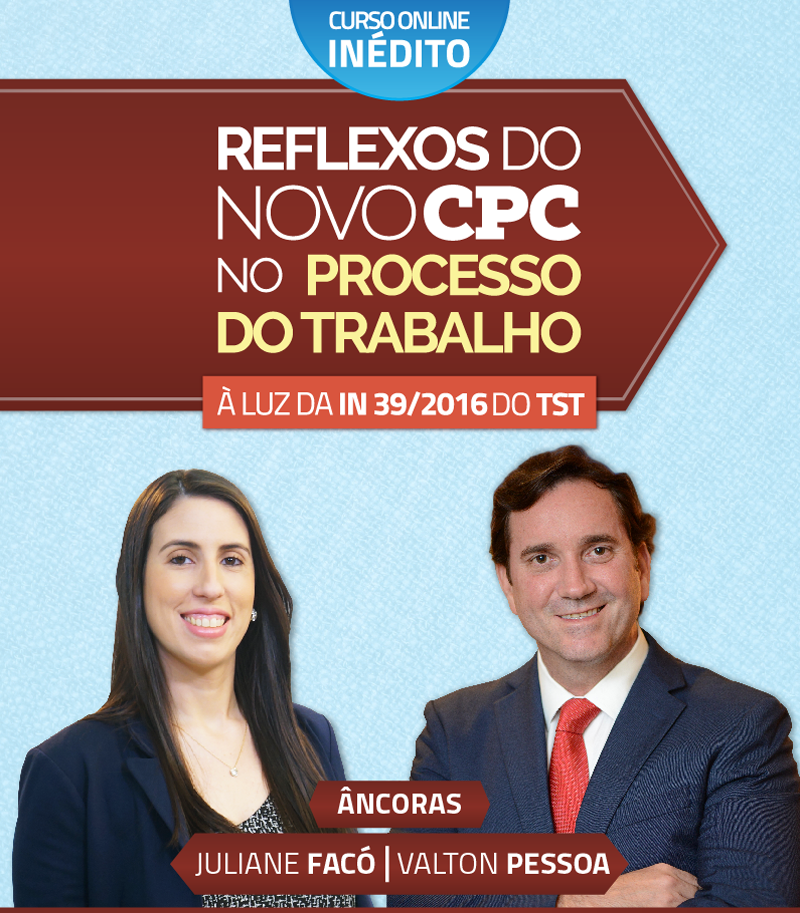 CURSO ONLINE
INÉDITO
REFLEXOS DO
NOVO CPC
NO PROCESSO
DO TRABALHO
À LUZ DA IN 39/2016 DO TST
ÂNCORAS
JULIANE FACÓ | VALTON PESSOA